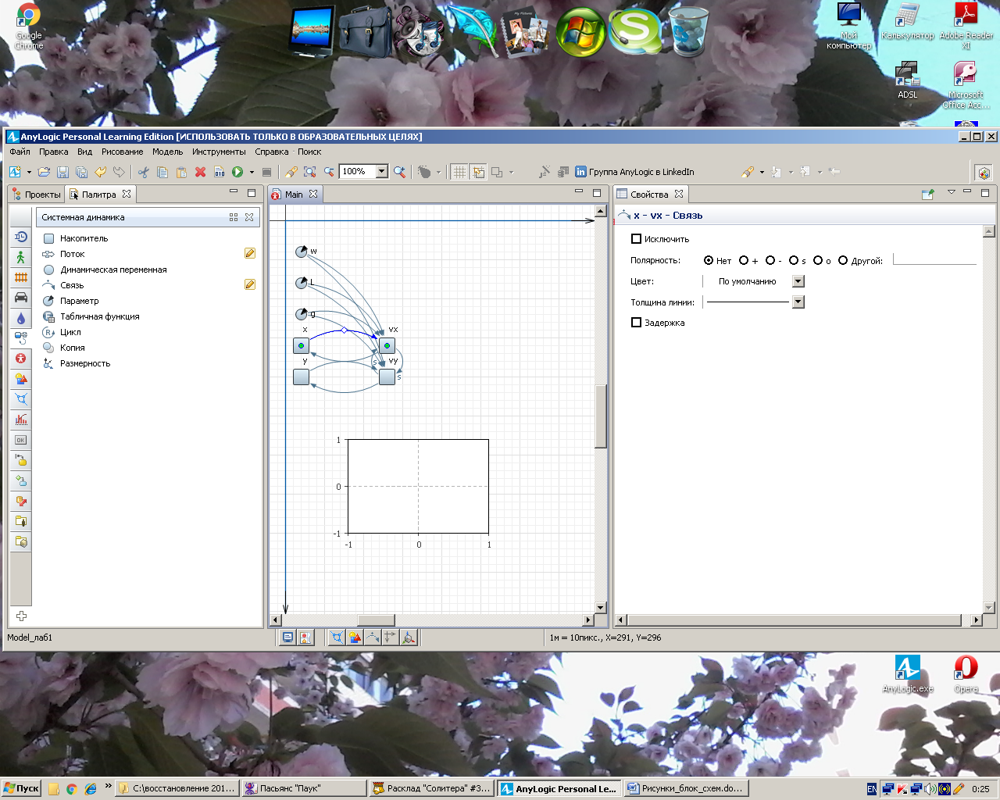 Google
Chrome
Мой
компьютер
Калькулятор
Adobe Reader
XI
ADSL
Microsoft
Office Acc...
AnyLogic Personal Learning Edition [ИСПОЛЬЗОВАТЬ ТОЛЬКО В ОБРАЗОВАТЕЛЬНЫХ ЦЕЛЯХ]
Файл Правка Вид Рисование Модель Инструменты Справка Поиск
100% Группа AnyLogic в LinkedIn
Проекты Палитра
Системная динамика
Накопитель
Поток
Динамическая переменная
Связь
Параметр
Табличная функция
Цикл
Копия
Размерность
OK
Main
w
L
g
x vx
y vy
s
s
1
0
-1
-1 0 1
Свойства
x - vx - Связь
Исключить
Полярность: Нет + - s o Другой:
Цвет: По умолчанию
Толщина линии:
Задержка
Model_лаб1
1м = 10пикс., X=291, Y=296
AnyLogic.exe
Opera
Пуск
»
C:\восстановление 201...
Пасьянс "Паук"
Расклад "Солитера" #3...
AnyLogic Personal Le...
Рисунки_блок_схем.do...
EN
0:25